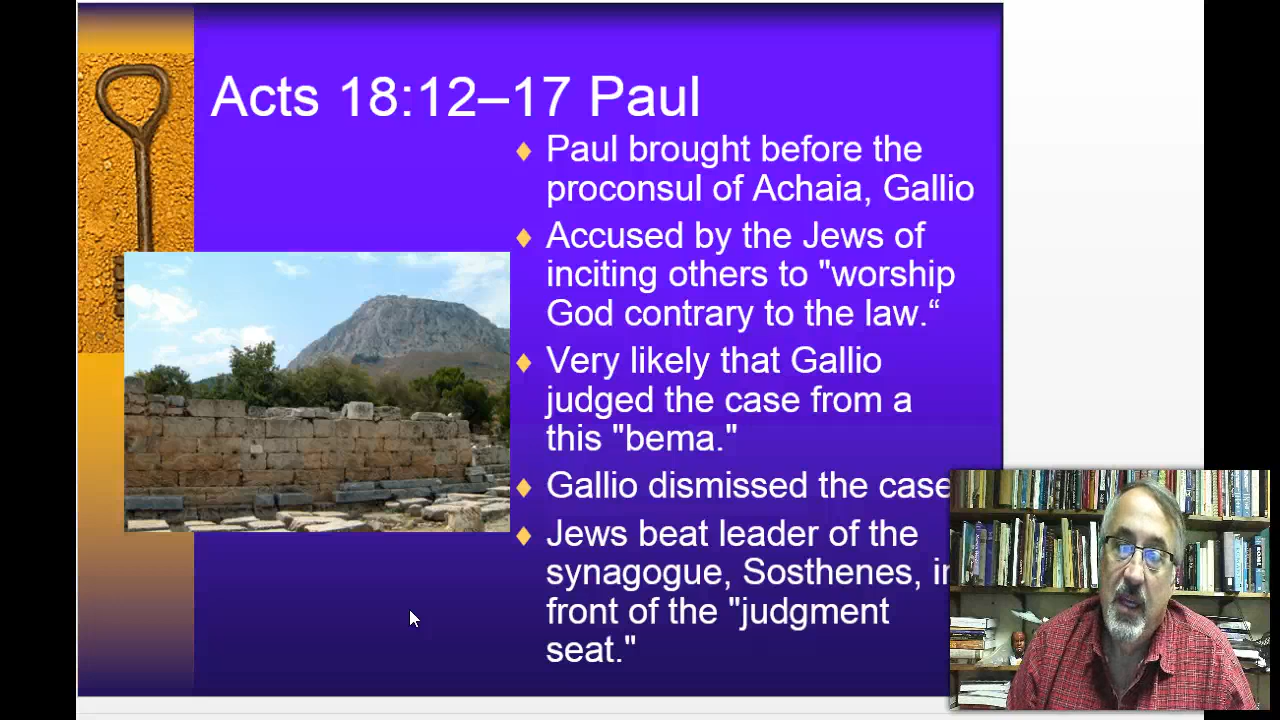 Acts 18:12–17 Paul
Paul brought before the
proconsul of Achaia, Gallio
Accused by the Jews of
inciting others to "worship
God contrary to the law.“
Very likely that Gallio
judged the case from a
this "bema."
Gallio dismissed the case
Jews beat leader of the
synagogue, Sosthenes,
front of the "judgment
seat."